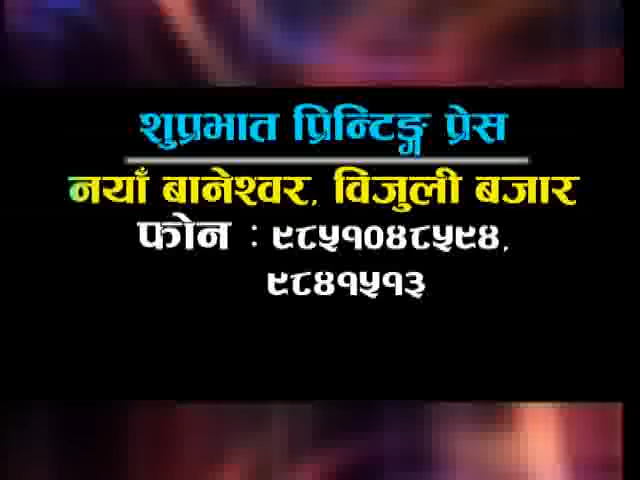 शुप्रभात प्रिन्टिङ्ग प्रेस
नयाँ बानेश्वर, विजुली बजार
फोन : ९८५१०४८५९४,
९८४१५१३